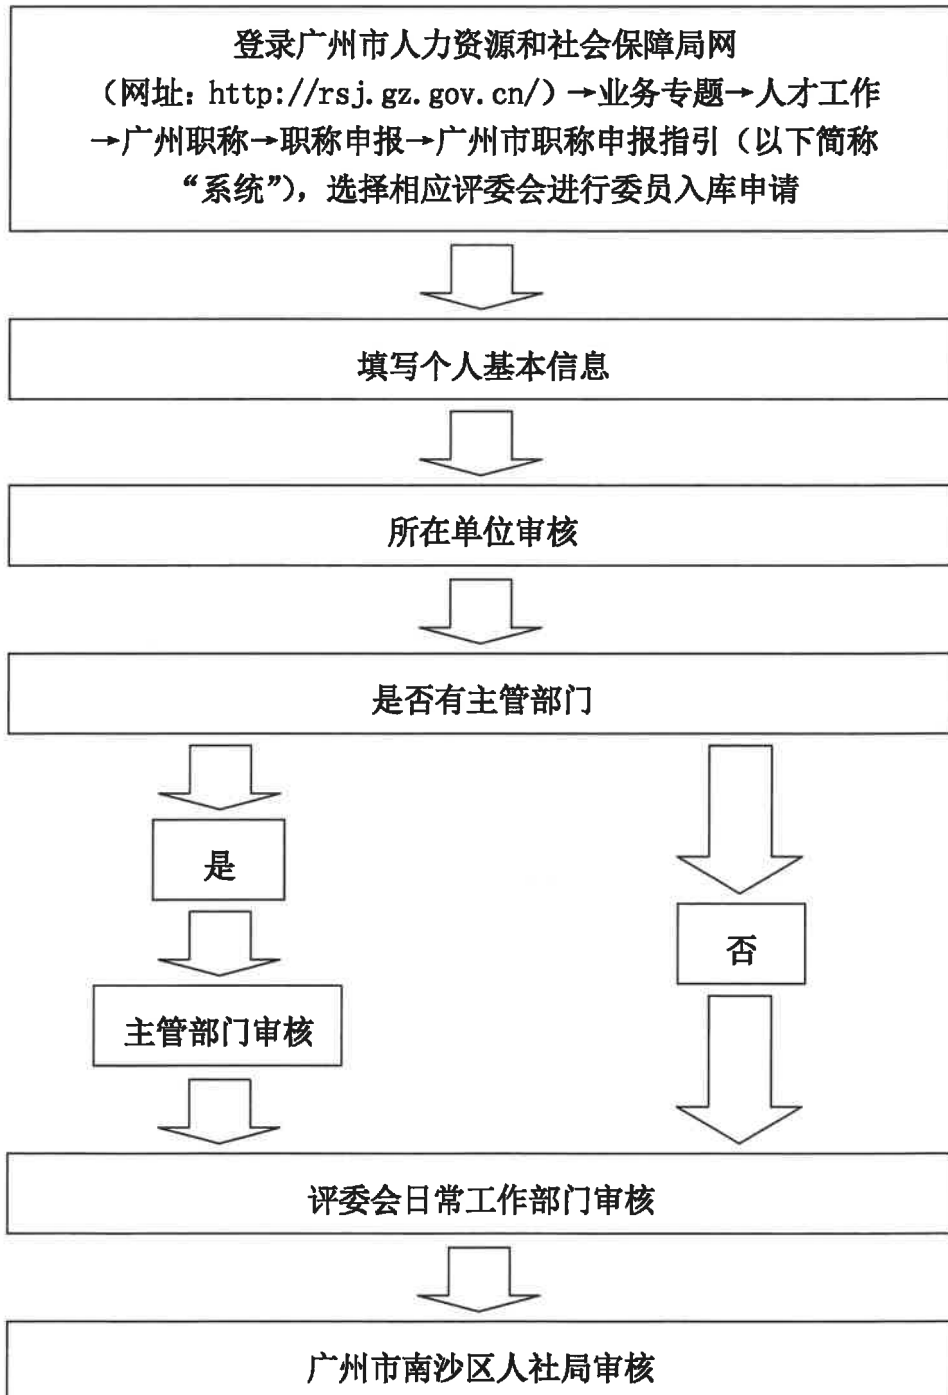 登录广州市人力资源和社会保障局网
（网址：http://rsj.gz.gov.cn/）→业务专题→人才工作
→广州职称→职称申报→广州市职称申报指引（以下简称
“系统”），选择相应评委会进行委员入库申请
填写个人基本信息
所在单位审核
是否有主管部门
是
否
主管部门审核
评委会日常工作部门审核
广州市南沙区人社局审核